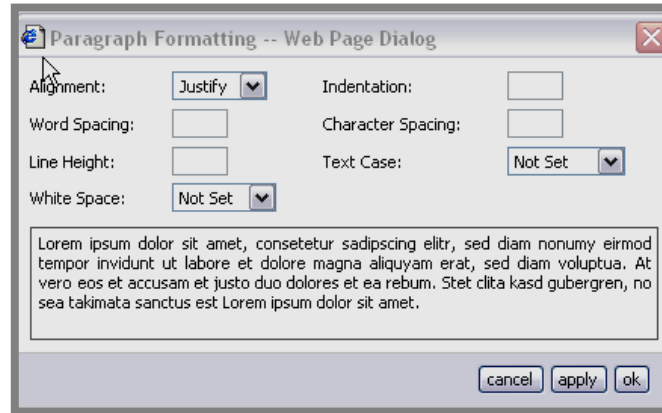 Paragraph Formatting -- Web Page Dialog
Alignment: Justify Indentation:
Word Spacing: Character Spacing:
Line Height: Text Case: Not Set
White Space: Not Set
Lorem ipsum dolor sit amet, consetetur sadipscing elitr, sed diam nonumy eirmod
tempor invidunt ut labore et dolore magna aliquyam erat, sed diam voluptua. At
vero eos et accusam et justo duo dolores et ea rebum. Stet clita kasd gubergren, no
sea takimata sanctus est Lorem ipsum dolor sit amet.
cancel apply ok